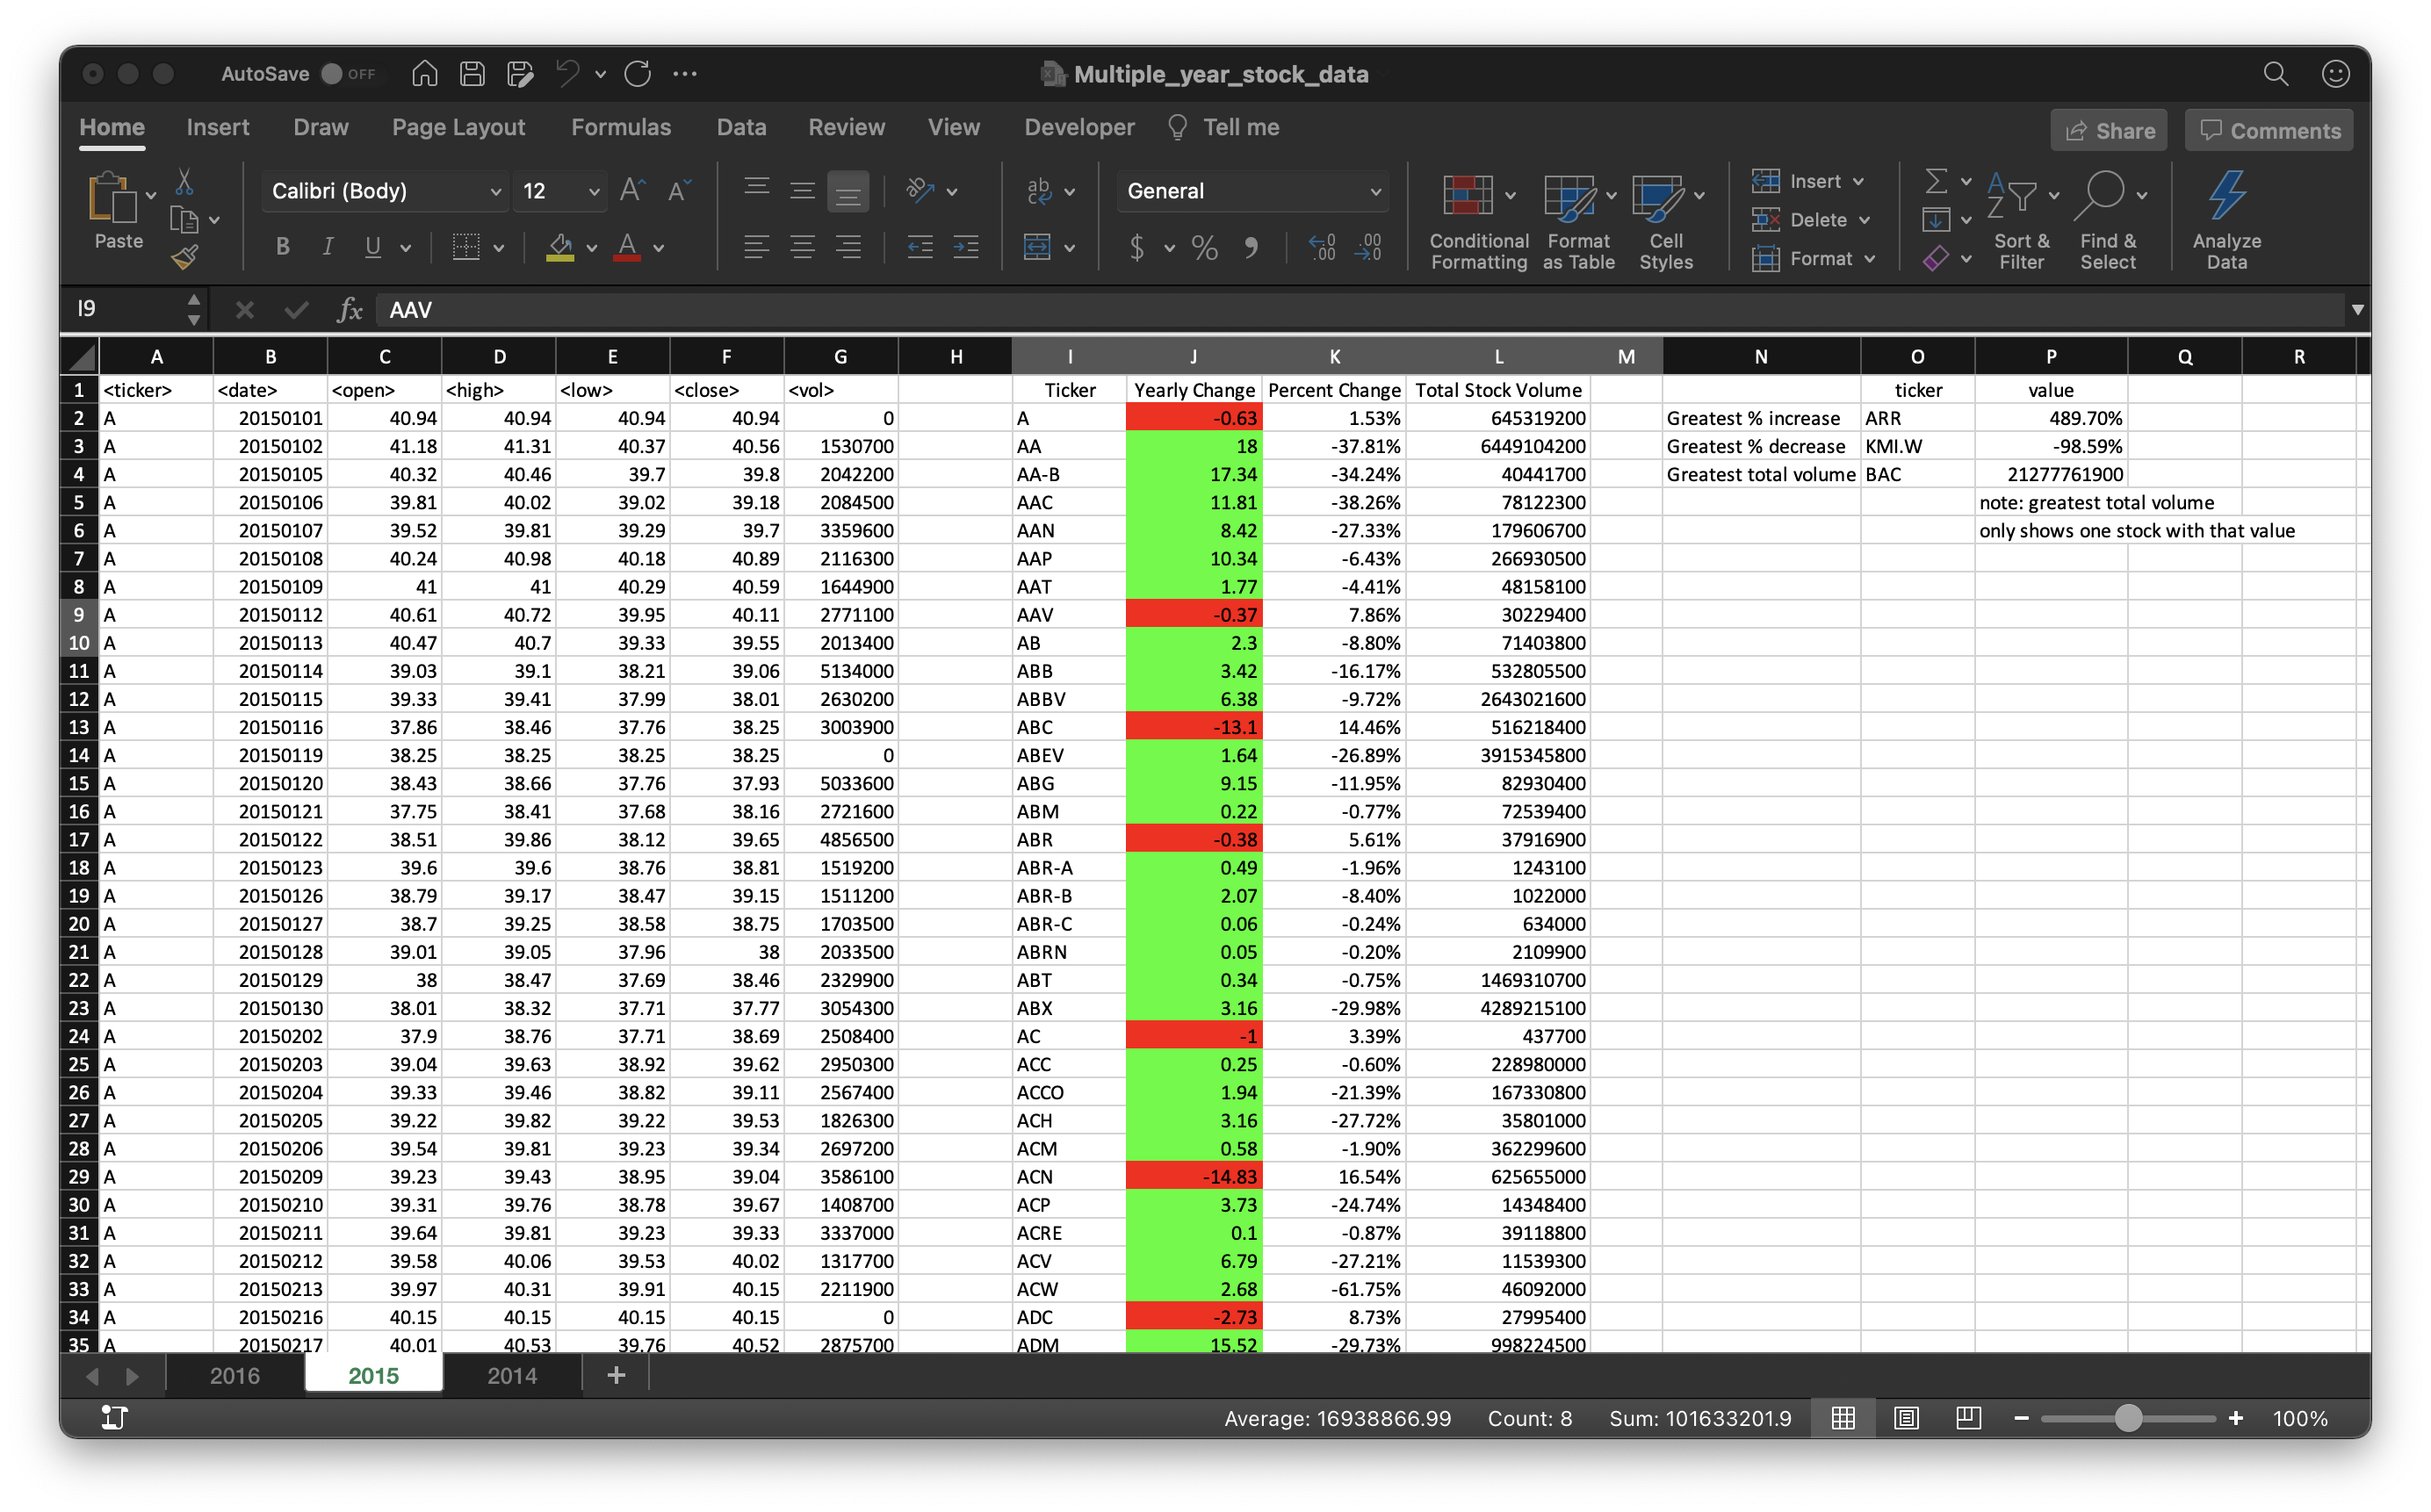 AutoSave OFF Multiple_year_stock_data
Home Insert Draw Page Layout Formulas Data Review View Developer Tell me Share Comments
Paste Calibri (Body) 12 General Conditional Formatting Format as Table Cell Styles Insert Delete Format Sort & Filter Find & Select Analyze Data
I9 fx AAV
A B C D E F G H I J K L M N O P Q R
1 <ticker> <date> <open> <high> <low> <close> <vol> Ticker Yearly Change Percent Change Total Stock Volume ticker value
2 A 20150101 40.94 40.94 40.94 40.94 0 A -0.63 1.53% 645319200 Greatest % increase ARR 489.70%
3 A 20150102 41.18 41.31 40.37 40.56 1530700 AA 18 -37.81% 6449104200 Greatest % decrease KMI.W -98.59%
4 A 20150105 40.32 40.46 39.7 39.8 2042200 AA-B 17.34 -34.24% 40441700 Greatest total volume BAC 21277761900
5 A 20150106 39.81 40.02 39.02 39.18 2084500 AAC 11.81 -38.26% 78122300 note: greatest total volume
6 A 20150107 39.52 39.81 39.29 39.7 3359600 AAN 8.42 -27.33% 179606700 only shows one stock with that value
7 A 20150108 40.24 40.98 40.18 40.89 2116300 AAP 10.34 -6.43% 266930500
8 A 20150109 41 41 40.29 40.59 1644900 AAT 1.77 -4.41% 48158100
9 A 20150112 40.61 40.72 39.95 40.11 2771100 AAV -0.37 7.86% 30229400
10 A 20150113 40.47 40.7 39.33 39.55 2013400 AB 2.3 -8.80% 71403800
11 A 20150114 39.03 39.1 38.21 39.06 5134000 ABB 3.42 -16.17% 532805500
12 A 20150115 39.33 39.41 37.99 38.01 2630200 ABBV 6.38 -9.72% 2643021600
13 A 20150116 37.86 38.46 37.76 38.25 3003900 ABC -13.1 14.46% 516218400
14 A 20150119 38.25 38.25 38.25 38.25 0 ABEV 1.64 -26.89% 3915345800
15 A 20150120 38.43 38.66 37.76 37.93 5033600 ABG 9.15 -11.95% 82930400
16 A 20150121 37.75 38.41 37.68 38.16 2721600 ABM 0.22 -0.77% 72539400
17 A 20150122 38.51 39.86 38.12 39.65 4856500 ABR -0.38 5.61% 37916900
18 A 20150123 39.6 39.6 38.76 38.81 1519200 ABR-A 0.49 -1.96% 1243100
19 A 20150126 38.79 39.17 38.47 39.15 1511200 ABR-B 2.07 -8.40% 1022000
20 A 20150127 38.7 39.25 38.58 38.75 1703500 ABR-C 0.06 -0.24% 634000
21 A 20150128 39.01 39.05 37.96 38 2033500 ABRN 0.05 -0.20% 2109900
22 A 20150129 38 38.47 37.69 38.46 2329900 ABT 0.34 -0.75% 1469310700
23 A 20150130 38.01 38.32 37.71 37.77 3054300 ABX 3.16 -29.98% 4289215100
24 A 20150202 37.9 38.76 37.71 38.69 2508400 AC -1 3.39% 437700
25 A 20150203 39.04 39.63 38.92 39.62 2950300 ACC 0.25 -0.60% 228980000
26 A 20150204 39.33 39.46 38.82 39.11 2567400 ACCO 1.94 -21.39% 167330800
27 A 20150205 39.22 39.82 39.22 39.53 1826300 ACH 3.16 -27.72% 35801000
28 A 20150206 39.54 39.81 39.23 39.34 2697200 ACM 0.58 -1.90% 362299600
29 A 20150209 39.23 39.43 38.95 39.04 3586100 ACN -14.83 16.54% 625655000
30 A 20150210 39.31 39.76 38.78 39.67 1408700 ACP 3.73 -24.74% 14348400
31 A 20150211 39.64 39.81 39.23 39.33 3337000 ACRE 0.1 -0.87% 39118800
32 A 20150212 39.58 40.06 39.53 40.02 1317700 ACV 6.79 -27.21% 11539300
33 A 20150213 39.97 40.31 39.91 40.15 2211900 ACW 2.68 -61.75% 46092000
34 A 20150216 40.15 40.15 40.15 40.15 0 ADC -2.73 8.73% 27995400
35 A 20150217 40.01 40.53 39.76 40.52 2875700 ADM 15.52 -29.73% 998224500
2016 2015 2014 +
Average: 16938866.99 Count: 8 Sum: 101633201.9 100%